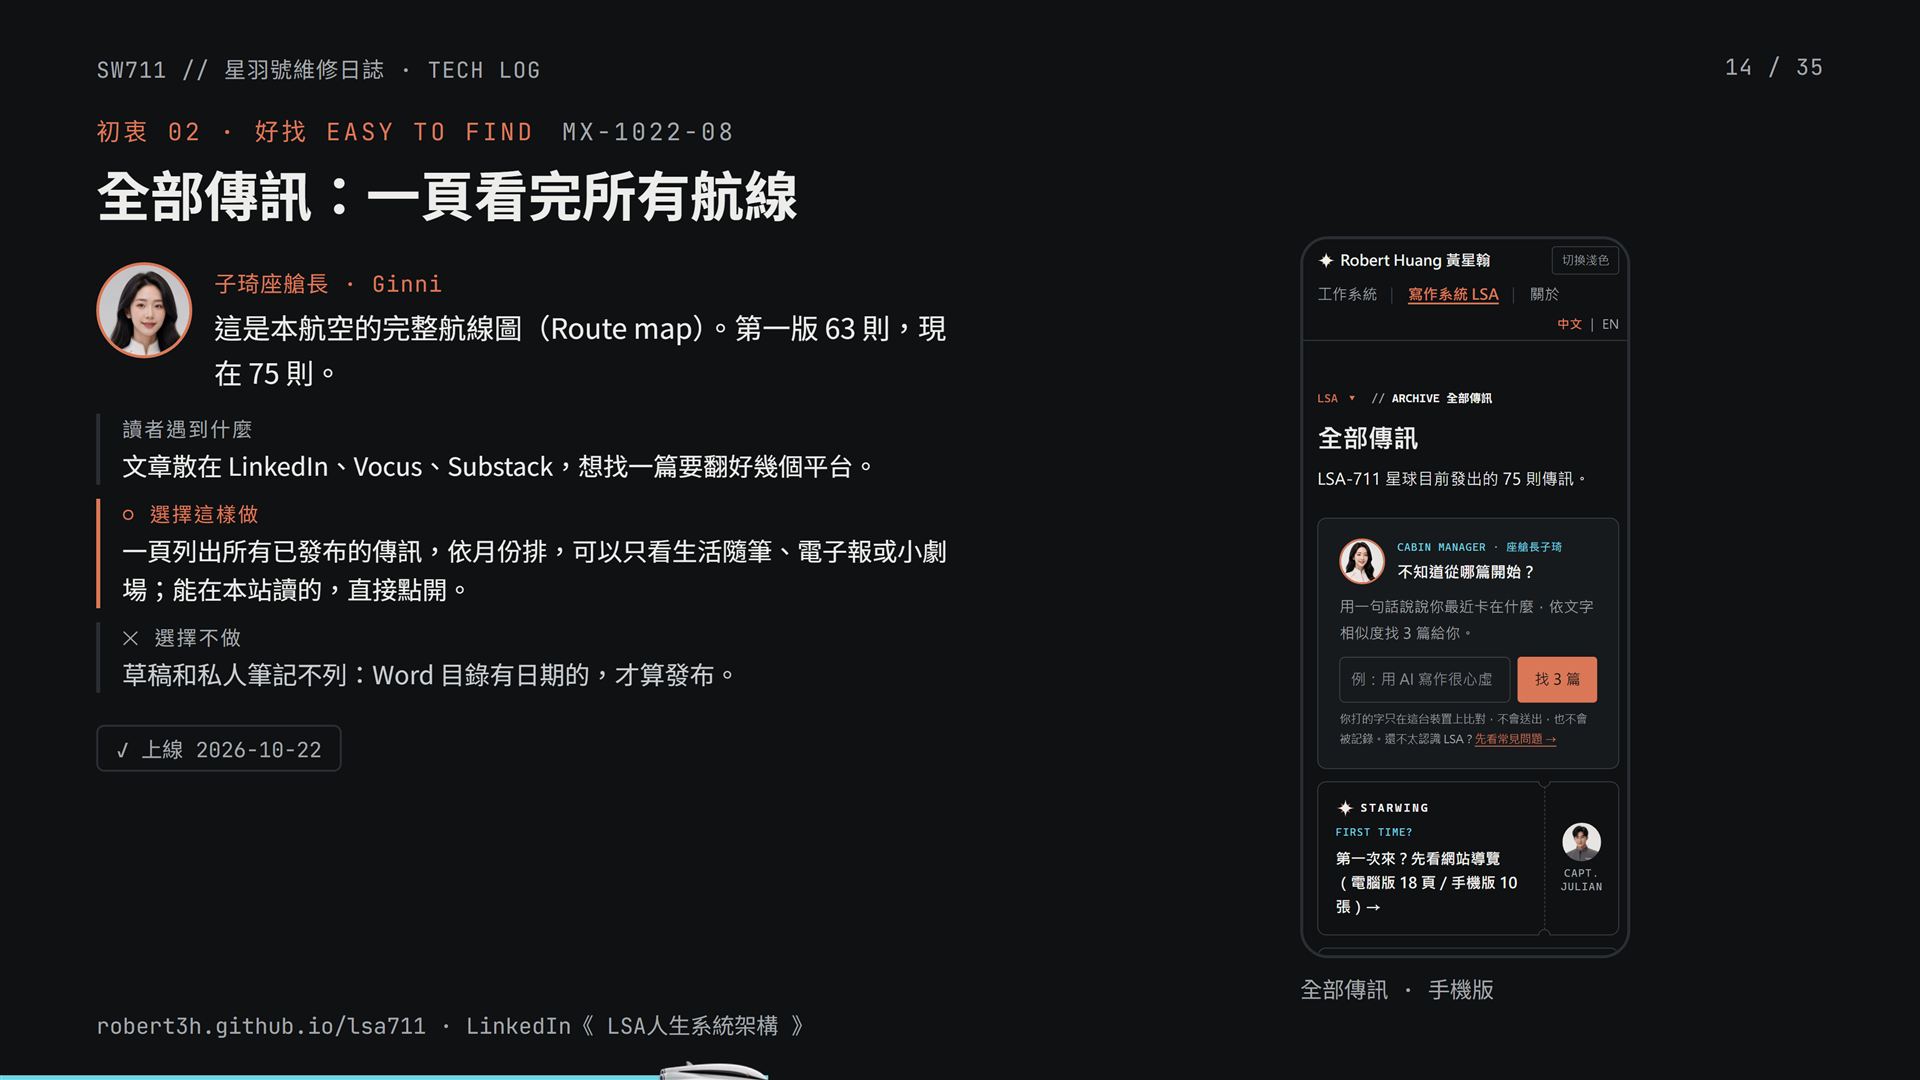 SW711 // 星羽號維修日誌 · TECH LOG
14 / 35
初衷 02 · 好找 EASY TO FIND MX-1022-08
全部傳訊：一頁看完所有航線
子琦座艙長 · Ginni
這是本航空的完整航線圖（Route map）。第一版 63 則，現
在 75 則。
讀者遇到什麼
文章散在 LinkedIn、Vocus、Substack，想找一篇要翻好幾個平台。
○ 選擇這樣做
一頁列出所有已發布的傳訊，依月份排，可以只看生活隨筆、電子報或小劇
場；能在本站讀的，直接點開。
× 選擇不做
草稿和私人筆記不列：Word 目錄有日期的，才算發布。
✓ 上線 2026-10-22
Robert Huang 黃星翰
切換淺色
工作系統 | 寫作系統 LSA | 關於
中文 | EN
LSA ▾ // ARCHIVE 全部傳訊
全部傳訊
LSA-711 星球目前發出的 75 則傳訊。
CABIN MANAGER · 座艙長子琦
不知道從哪篇開始？
用一句話說說你最近卡在什麼，依文字
相似度找 3 篇給你。
例：用 AI 寫作很心虛
找 3 篇
你打的字只在這台裝置上比對，不會送出，也不會
被記錄。還不太認識 LSA？先看常見問題 →
STARWING
FIRST TIME?
第一次來？先看網站導覽
（電腦版 18 頁 / 手機版 10
張）→
CAPT.
JULIAN
全部傳訊 · 手機版
robert3h.github.io/lsa711 · LinkedIn《 LSA人生系統架構 》